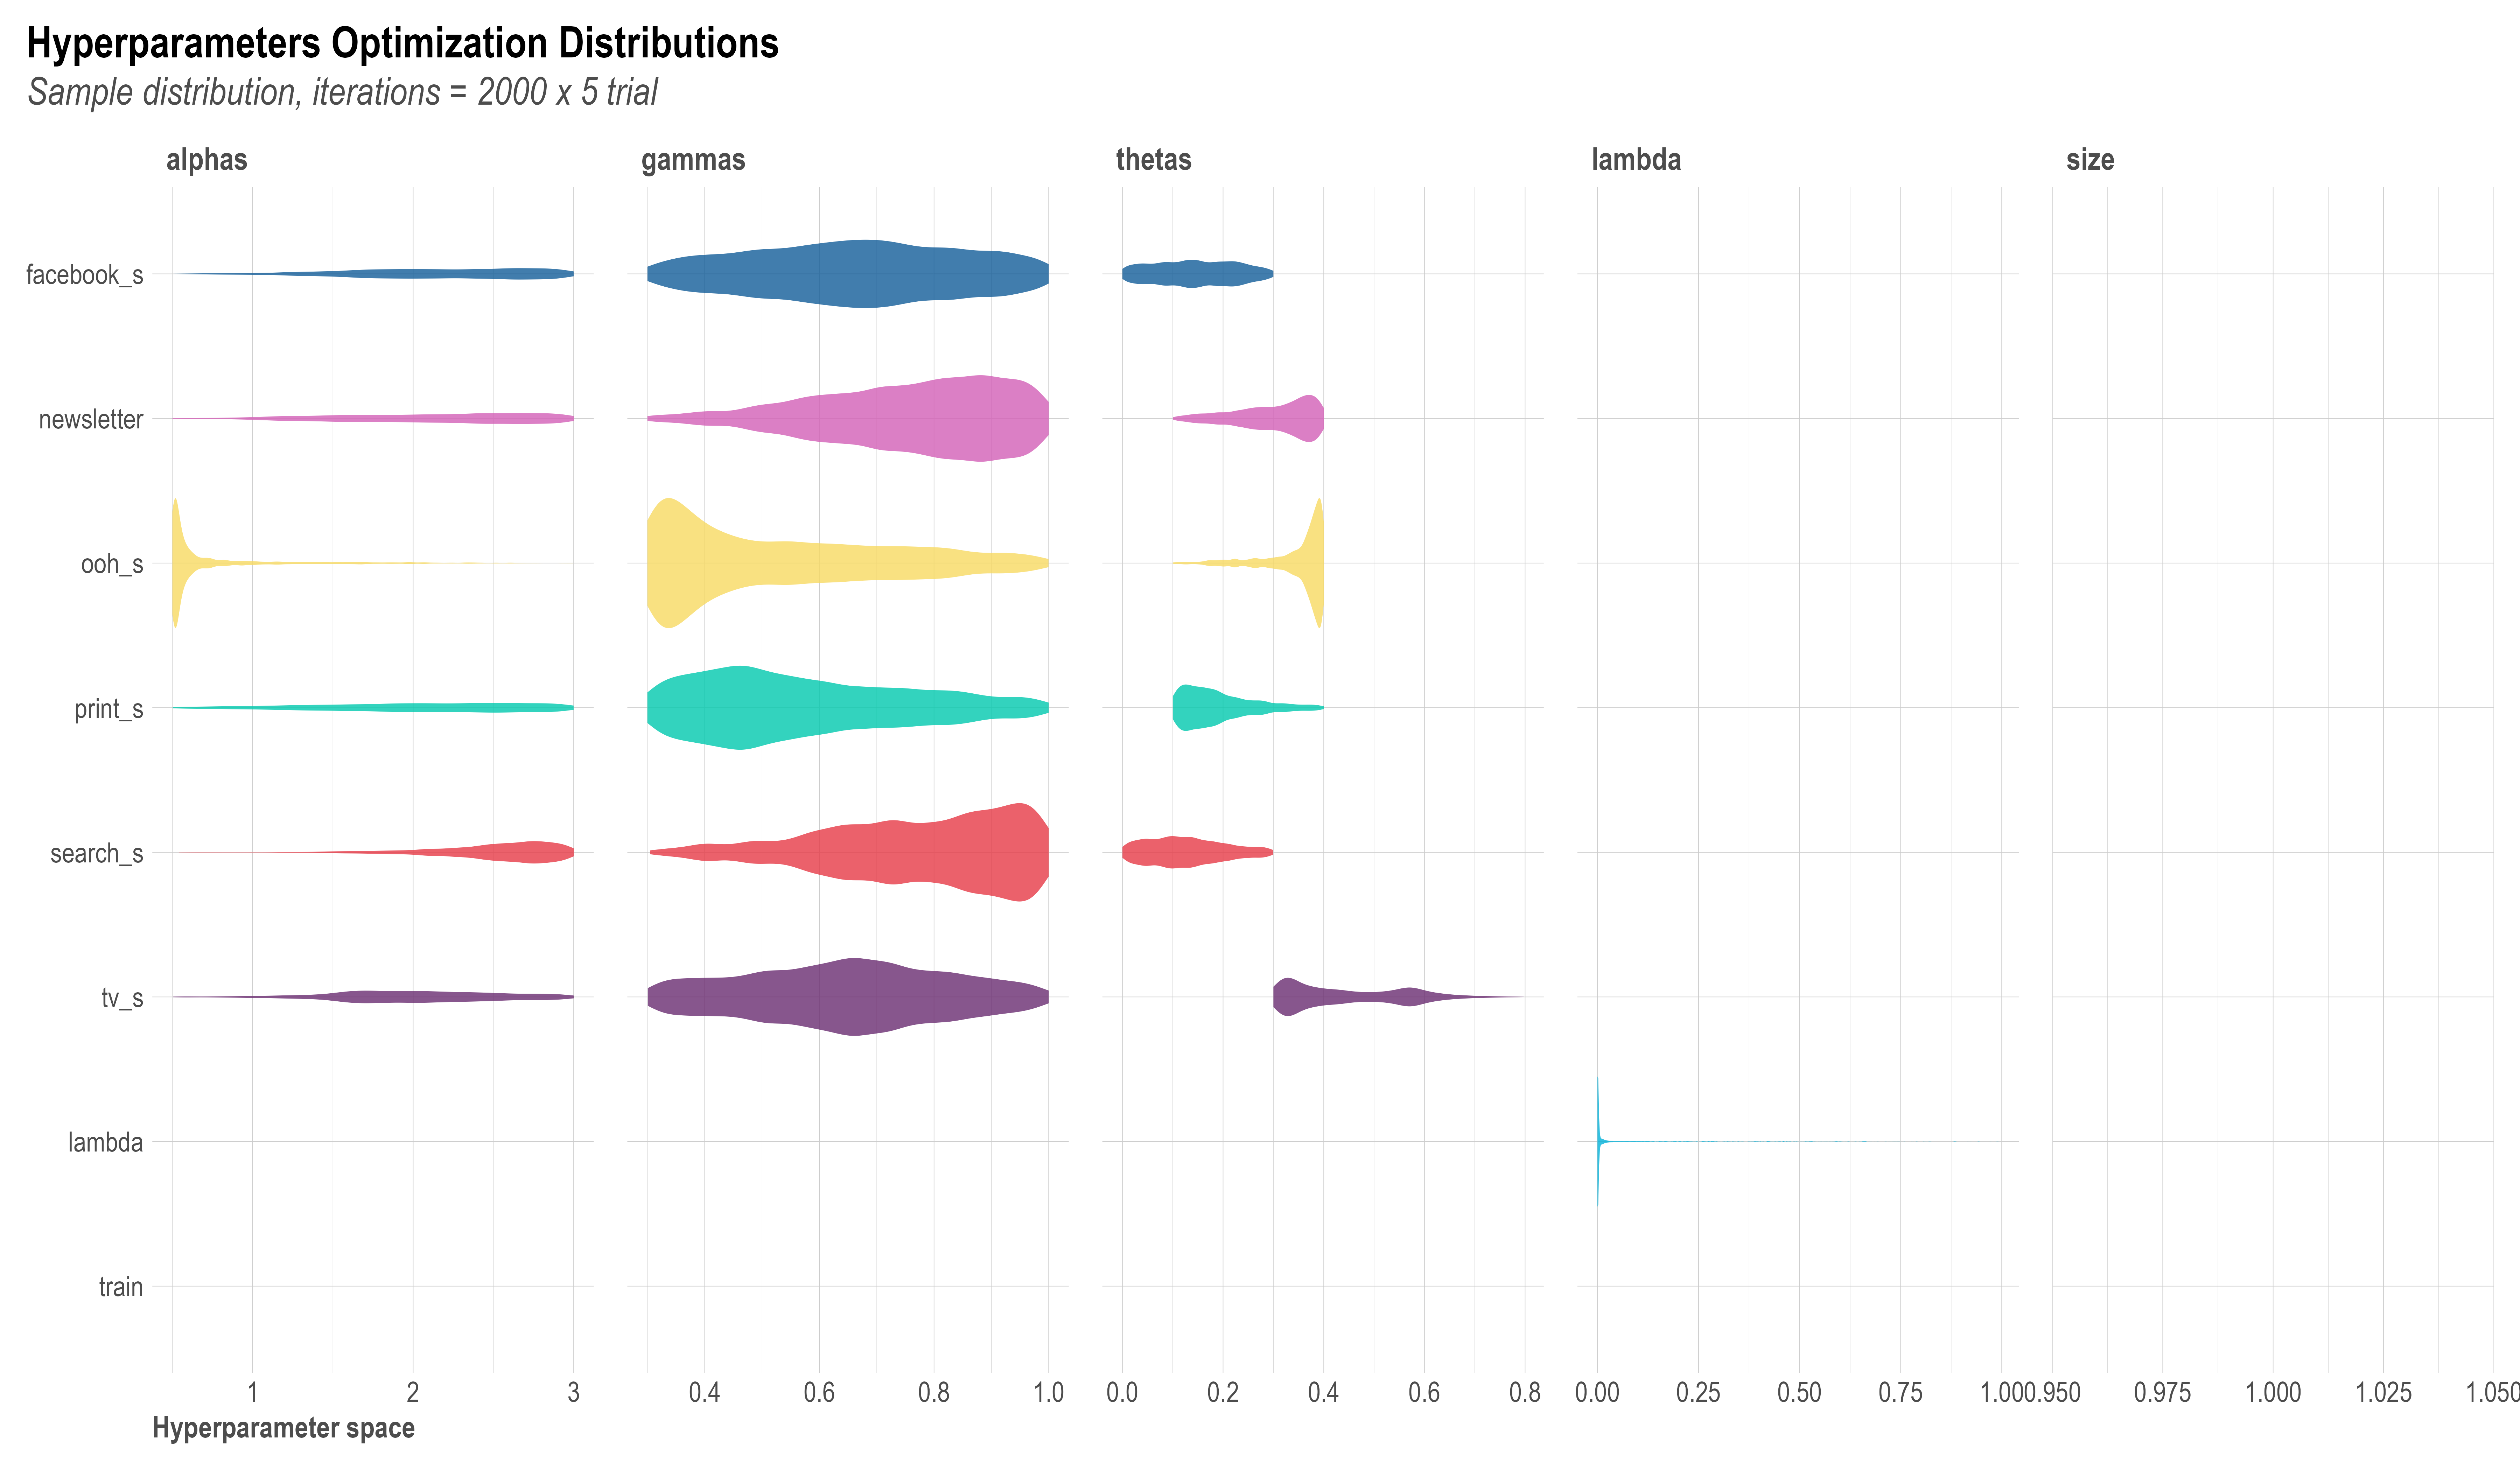 Hyperparameters Optimization Distributions
Sample distribution, iterations = 2000 x 5 trial
alphas gammas thetas lambda size
facebook_s
newsletter
ooh_s
print_s
search_s
tv_s
lambda
train
1 2 3 0.4 0.6 0.8 1.0 0.0 0.2 0.4 0.6 0.8 0.00 0.25 0.50 0.75 1.00 0.950 0.975 1.000 1.025 1.050
Hyperparameter space